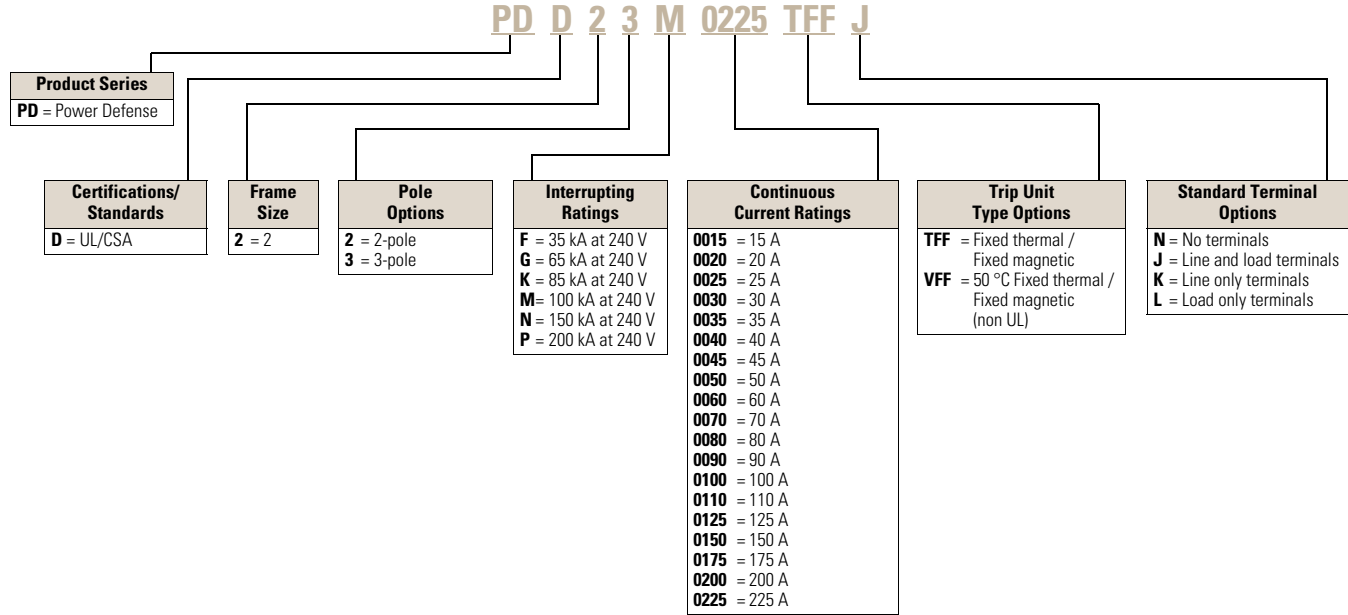 PD D 2 3 M 0225 TFF J
Product Series
PD = Power Defense
Certifications/
Standards
D = UL/CSA
Frame
Size
2 = 2
Pole
Options
2 = 2-pole
3 = 3-pole
Interrupting
Ratings
F = 35 kA at 240 V
G = 65 kA at 240 V
K = 85 kA at 240 V
M= 100 kA at 240 V
N = 150 kA at 240 V
P = 200 kA at 240 V
Continuous
Current Ratings
0015 = 15 A
0020 = 20 A
0025 = 25 A
0030 = 30 A
0035 = 35 A
0040 = 40 A
0045 = 45 A
0050 = 50 A
0060 = 60 A
0070 = 70 A
0080 = 80 A
0090 = 90 A
0100 = 100 A
0110 = 110 A
0125 = 125 A
0150 = 150 A
0175 = 175 A
0200 = 200 A
0225 = 225 A
Trip Unit
Type Options
TFF = Fixed thermal /
Fixed magnetic
VFF = 50 °C Fixed thermal /
Fixed magnetic
(non UL)
Standard Terminal
Options
N = No terminals
J = Line and load terminals
K = Line only terminals
L = Load only terminals